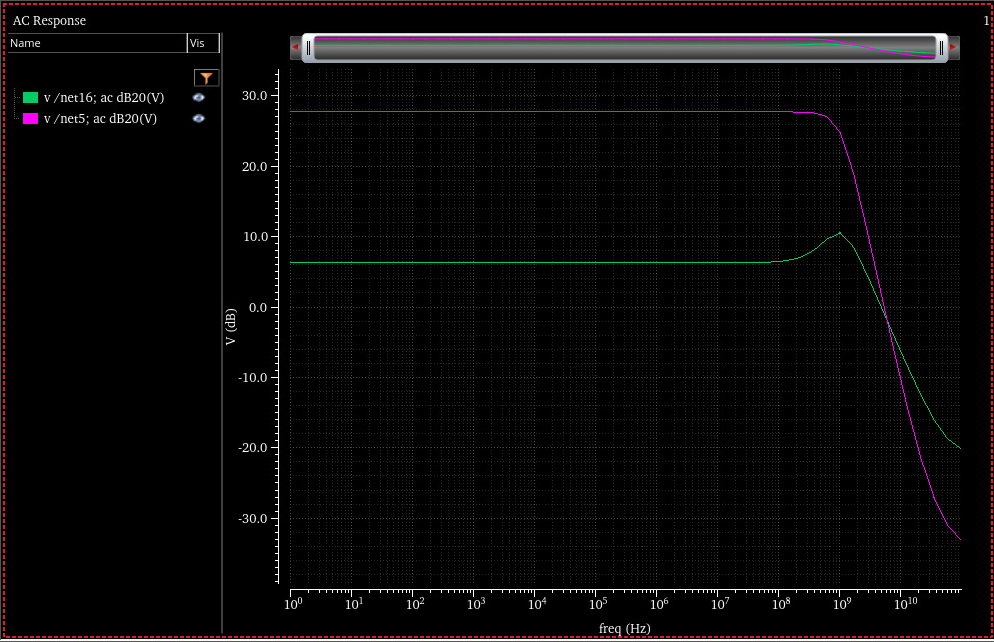 AC Response 1
Name Vis
v /net16; ac dB20(V)
v /net5; ac dB20(V)
30.0
20.0
10.0
0.0
-10.0
-20.0
-30.0
V (dB)
10⁰ 10¹ 10² 10³ 10⁴ 10⁵ 10⁶ 10⁷ 10⁸ 10⁹ 10¹⁰
freq (Hz)